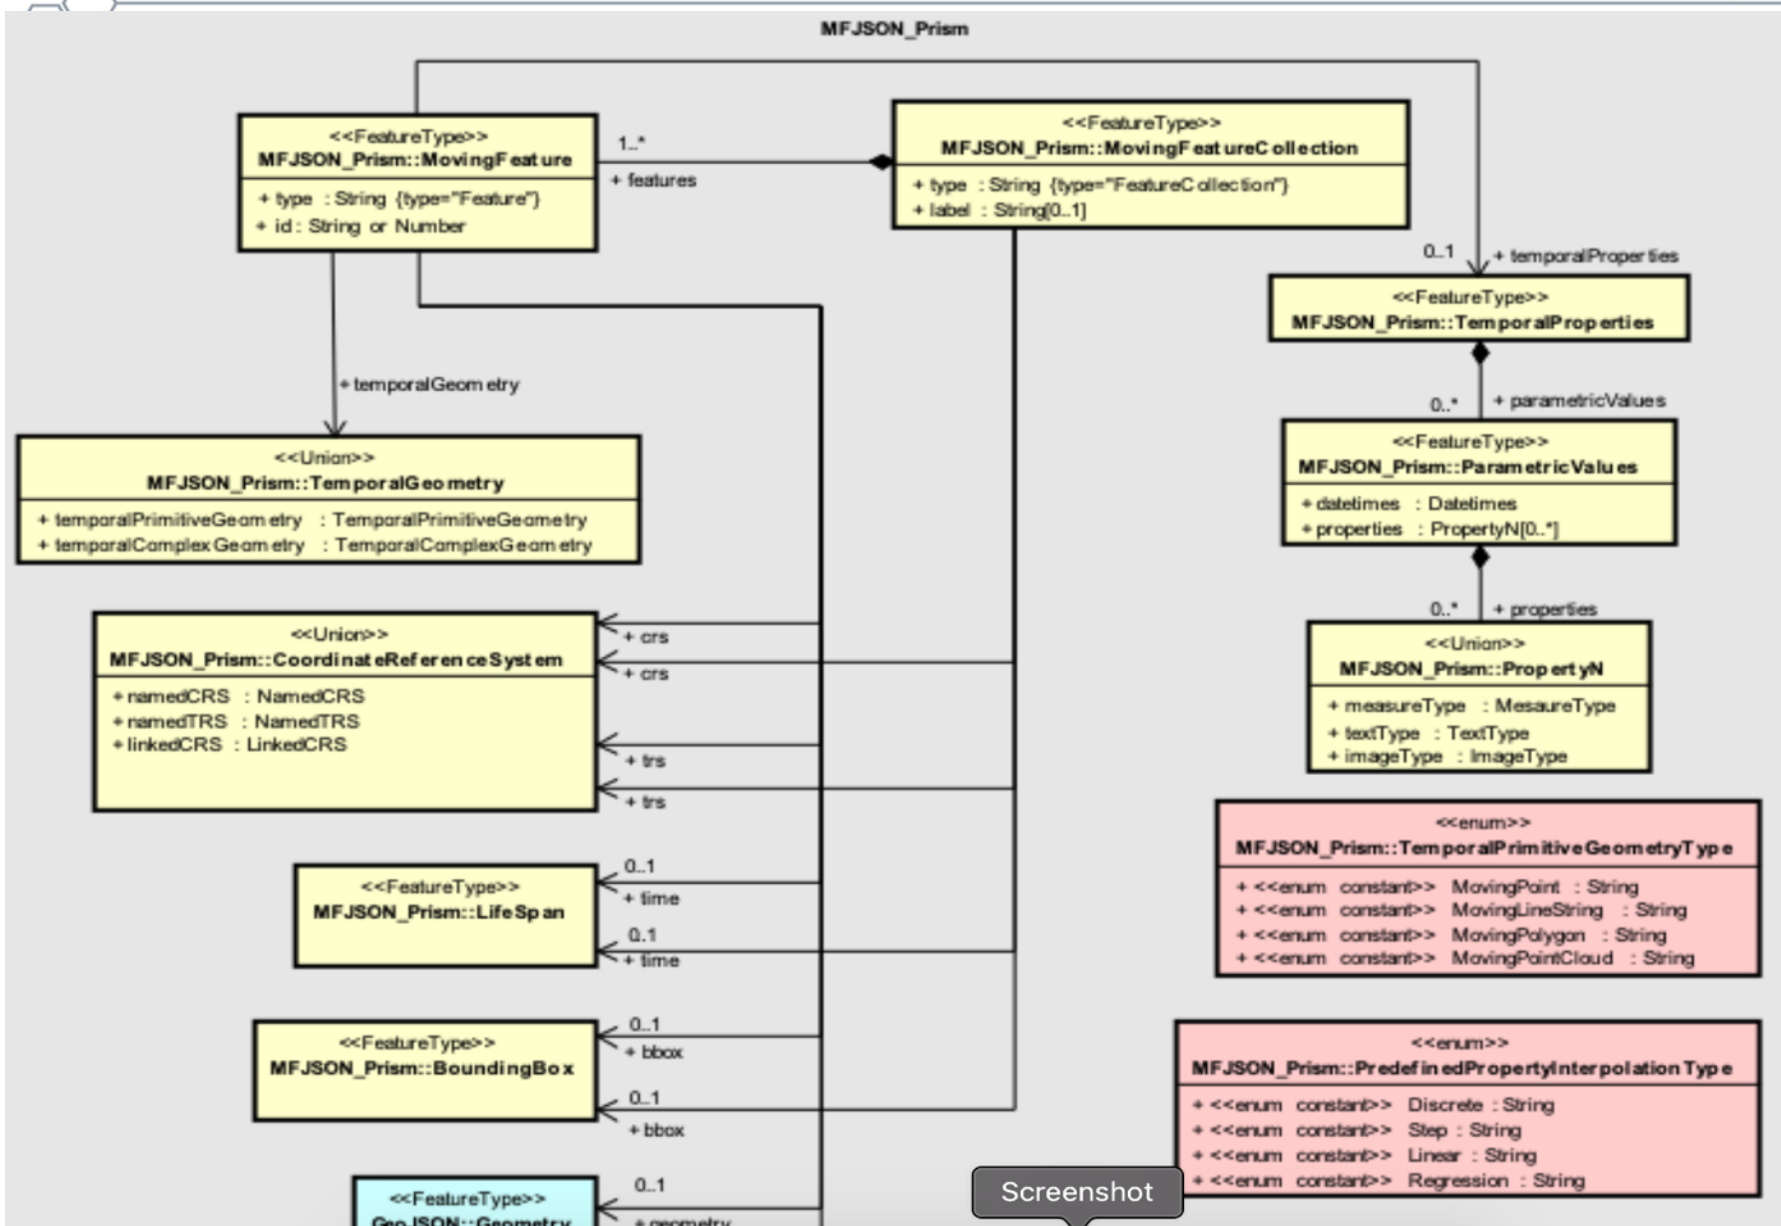 MFJSON_Prism
<<FeatureType>>
MFJSON_Prism::MovingFeature
+ type : String {type="Feature"}
+ id : String or Number
1..*
+ features
<<FeatureType>>
MFJSON_Prism::MovingFeatureCollection
+ type : String {type="FeatureCollection"}
+ label : String[0..1]
0..1
+ temporalProperties
<<FeatureType>>
MFJSON_Prism::TemporalProperties
0..*
+ parametricValues
<<FeatureType>>
MFJSON_Prism::ParametricValues
+ datetimes : Datetimes
+ properties : PropertyN[0..*]
0..*
+ properties
<<Union>>
MFJSON_Prism::PropertyN
+ measureType : MesaureType
+ textType : TextType
+ imageType : ImageType
+ temporalGeometry
<<Union>>
MFJSON_Prism::TemporalGeometry
+ temporalPrimitiveGeometry : TemporalPrimitiveGeometry
+ temporalComplexGeometry : TemporalComplexGeometry
<<Union>>
MFJSON_Prism::CoordinateReferenceSystem
+ namedCRS : NamedCRS
+ namedTRS : NamedTRS
+ linkedCRS : LinkedCRS
+ crs
+ crs
+ trs
+ trs
<<FeatureType>>
MFJSON_Prism::LifeSpan
0..1
+ time
0..1
+ time
<<FeatureType>>
MFJSON_Prism::BoundingBox
0..1
+ bbox
0..1
+ bbox
<<FeatureType>>
GeoJSON::Geometry
0..1
+ geometry
<<enum>>
MFJSON_Prism::TemporalPrimitiveGeometryType
+ <<enum constant>> MovingPoint : String
+ <<enum constant>> MovingLineString : String
+ <<enum constant>> MovingPolygon : String
+ <<enum constant>> MovingPointCloud : String
<<enum>>
MFJSON_Prism::PredefinedPropertyInterpolationType
+ <<enum constant>> Discrete : String
+ <<enum constant>> Step : String
+ <<enum constant>> Linear : String
+ <<enum constant>> Regression : String
Screenshot